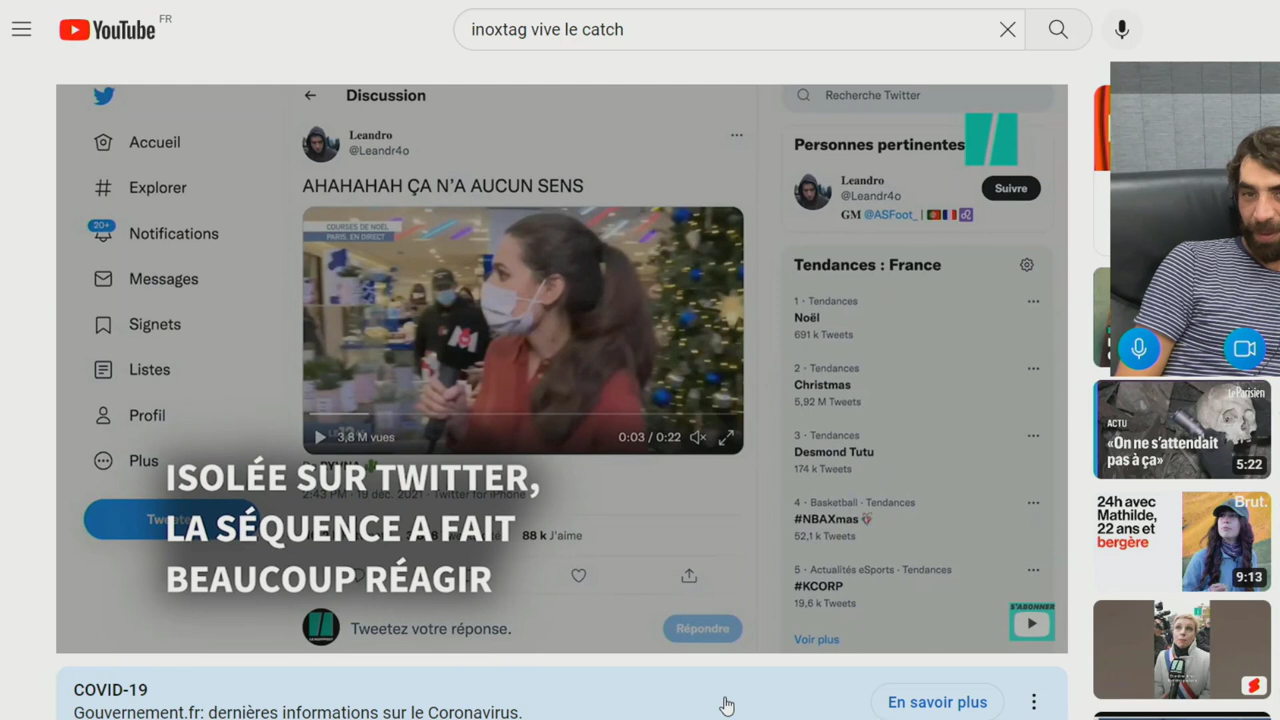 YouTube FR
inoxtag vive le catch
Accueil
Explorer
20+
Notifications
Messages
Signets
Listes
Profil
Plus
Discussion
Leandro
@Leandr4o
AHAHAHAH ÇA N'A AUCUN SENS
COURSES DE NOËL
PARIS, EN DIRECT
3,8 M vues
0:03 / 0:22
2:43 PM · 19 déc. 2021 · Twitter for iPhone
88 k J'aime
Tweetez votre réponse.
Répondre
ISOLÉE SUR TWITTER,
LA SÉQUENCE A FAIT
BEAUCOUP RÉAGIR
Recherche Twitter
Personnes pertinentes
Leandro
@Leandr4o
Suivre
GM @ASFoot_ |
Tendances : France
1 · Tendances
Noël
691 k Tweets
2 · Tendances
Christmas
5,92 M Tweets
3 · Tendances
Desmond Tutu
174 k Tweets
4 · Basketball · Tendances
#NBAXmas
52,1 k Tweets
5 · Actualités eSports · Tendances
#KCORP
19,6 k Tweets
Voir plus
S'ABONNER
COVID-19
Gouvernement.fr: dernières informations sur le Coronavirus.
En savoir plus
Le Parisien
ACTU
«On ne s'attendait
pas à ça»
5:22
24h avec
Mathilde,
22 ans et
bergère
Brut.
9:13